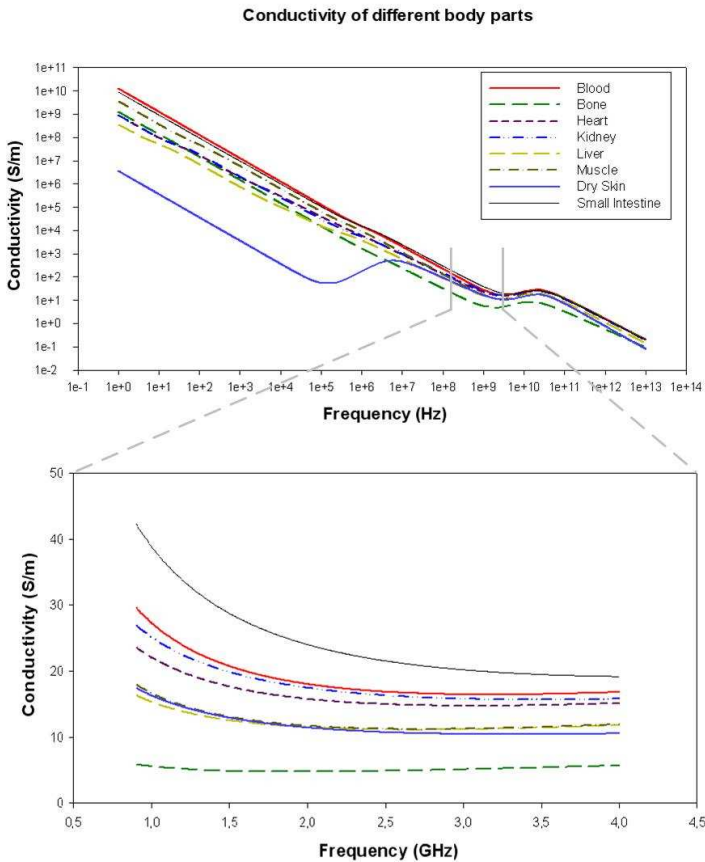 Conductivity of different body parts
1e+11
1e+10
1e+9
1e+8
1e+7
1e+6
1e+5
1e+4
1e+3
1e+2
1e+1
1e+0
1e-1
1e-2
Conductivity (S/m)
Blood
Bone
Heart
Kidney
Liver
Muscle
Dry Skin
Small Intestine
1e-1 1e+0 1e+1 1e+2 1e+3 1e+4 1e+5 1e+6 1e+7 1e+8 1e+9 1e+10 1e+11 1e+12 1e+13 1e+14
Frequency (Hz)
50
40
30
20
10
0
Conductivity (S/m)
0,5 1,0 1,5 2,0 2,5 3,0 3,5 4,0 4,5
Frequency (GHz)